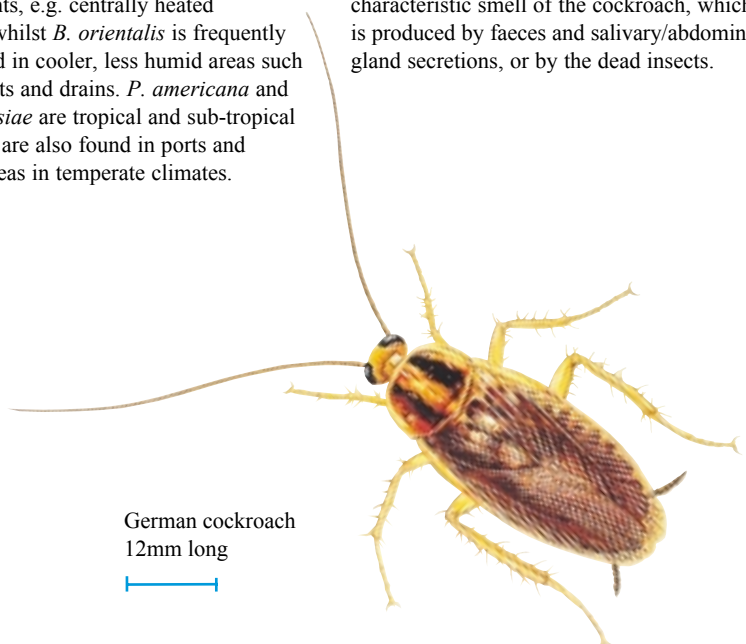 nts, e.g. centrally heated
whilst B. orientalis is frequently
d in cooler, less humid areas such
ts and drains. P. americana and
siae are tropical and sub-tropical
are also found in ports and
eas in temperate climates.
characteristic smell of the cockroach, which
is produced by faeces and salivary/abdomin
gland secretions, or by the dead insects.
German cockroach
12mm long